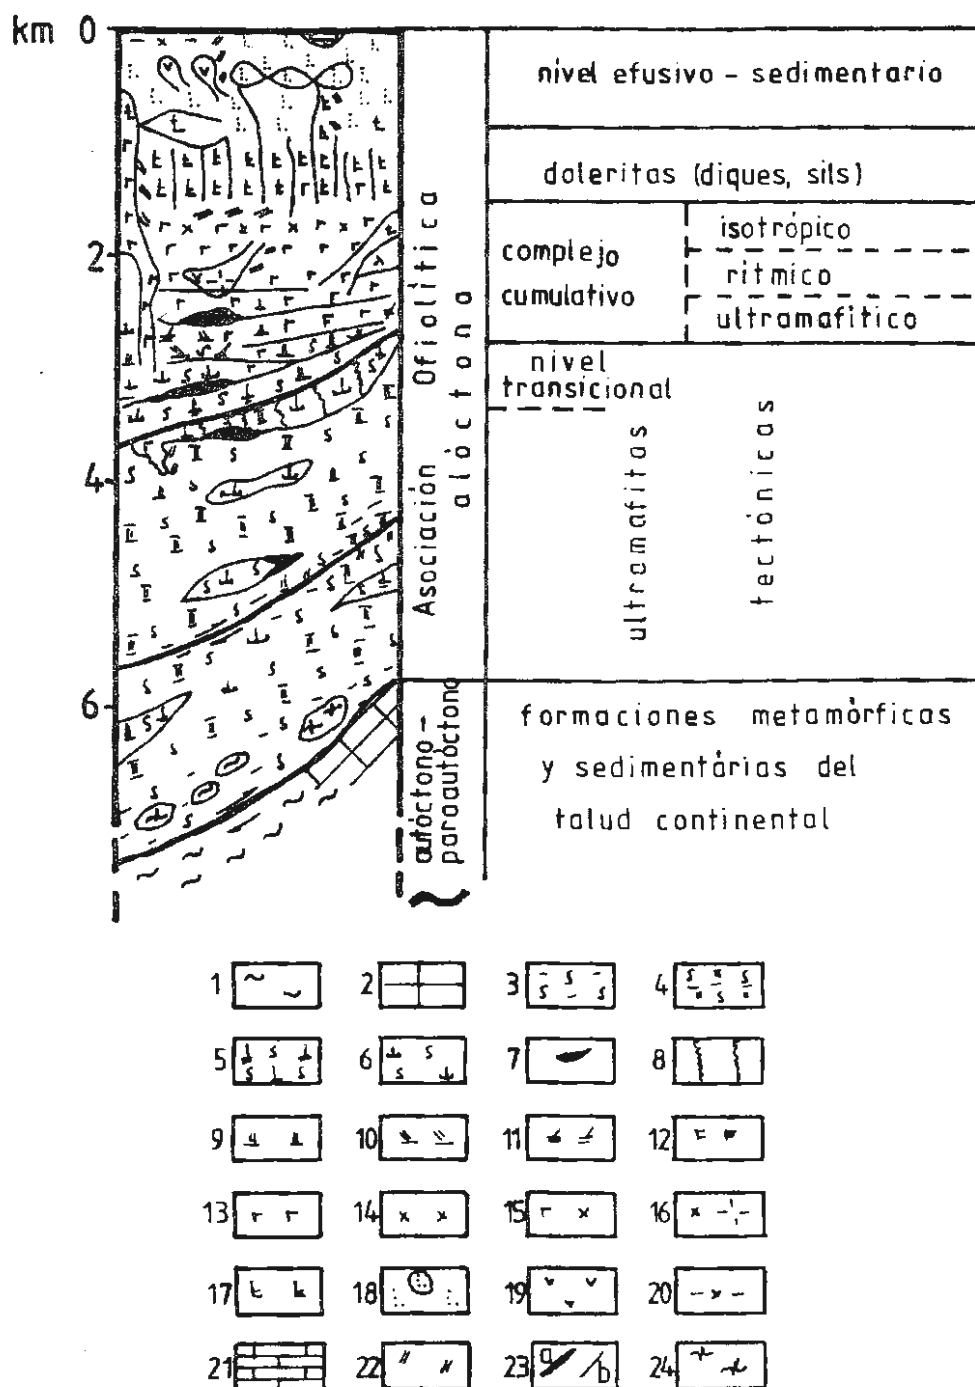 km 0
nivel efusivo - sedimentario
doleritas (diques, sils)
complejo
cumulativo
isotrópico
rítmico
ultramafítico
2
nivel
transicional
ultramafitas
tectónicas
4
Asociación Ofiolítica
alóctona
6
autóctono -
paraautóctono
formaciones metamòrficas
y sedimentárias del
talud continental
1
2
3
4
5
6
7
8
9
10
11
12
13
14
15
16
17
18
19
20
21
22
23 a b
24